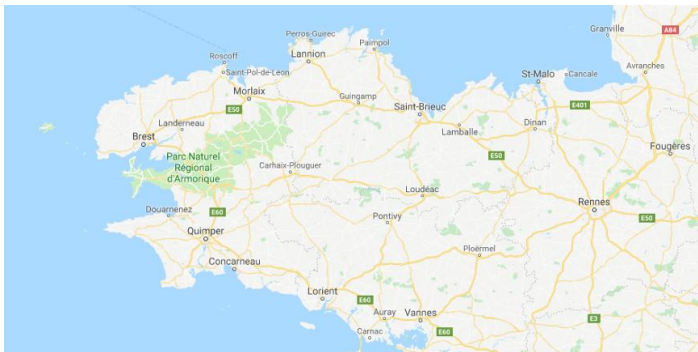 Perros-Guirec
Paimpol
Granville
A84
Roscoff
Lannion
Saint-Pol-de-Leon
St-Malo
Cancale
Avranches
Morlaix
Guingamp
Saint-Brieuc
E50
E401
Landerneau
Lamballe
Dinan
Brest
Fougères
Parc Naturel
Régional
d'Armorique
E50
Carhaix-Plouguer
Loudéac
Rennes
Douarnenez
E60
Pontivy
E50
Quimper
Ploërmel
Concarneau
Lorient
E60
Auray
Vannes
E3
Carnac
E60